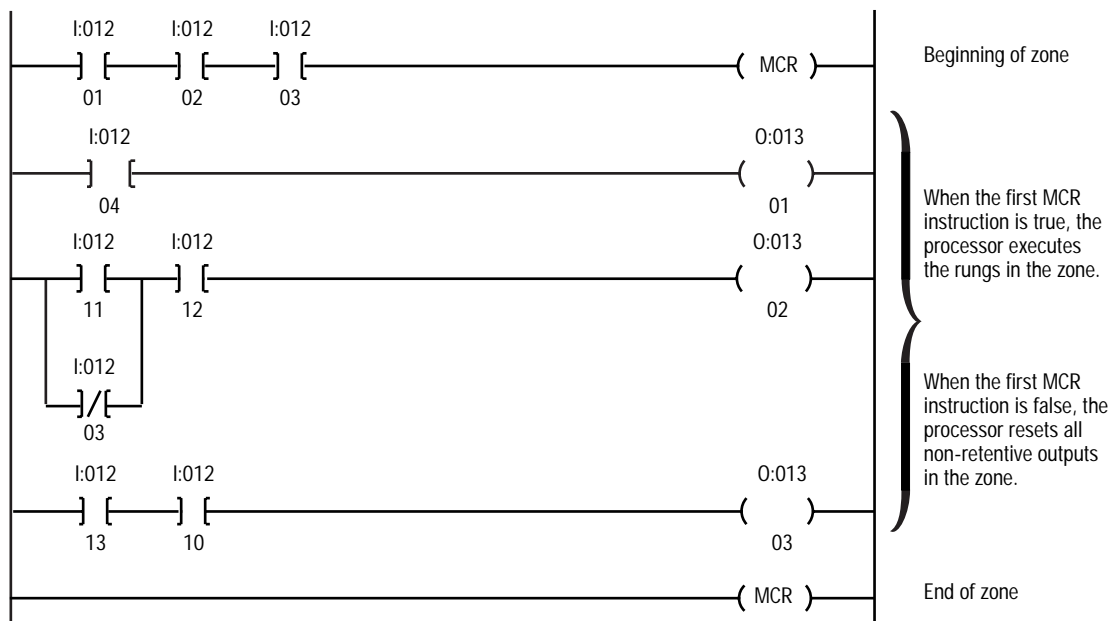 I:012 I:012 I:012
MCR
Beginning of zone
01 02 03
I:012 O:013
04 01
When the first MCR
instruction is true, the
processor executes
the rungs in the zone.
I:012 I:012 O:013
11 12 02
I:012
03
When the first MCR
instruction is false, the
processor resets all
non-retentive outputs
in the zone.
I:012 I:012 O:013
13 10 03
MCR
End of zone